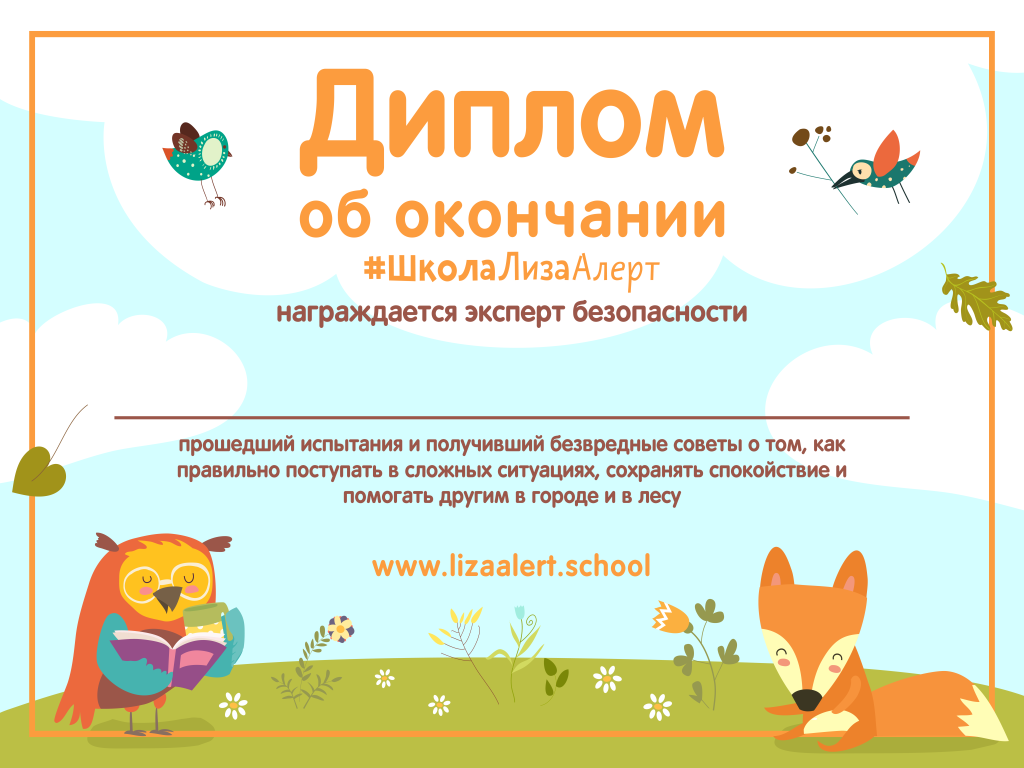 Диплом
об окончании
#ШколаЛизаАлерт
награждается эксперт безопасности
прошедший испытания и получивший безвредные советы о том, как
правильно поступать в сложных ситуациях, сохранять спокойствие и
помогать другим в городе и в лесу
www.lizaalert.school